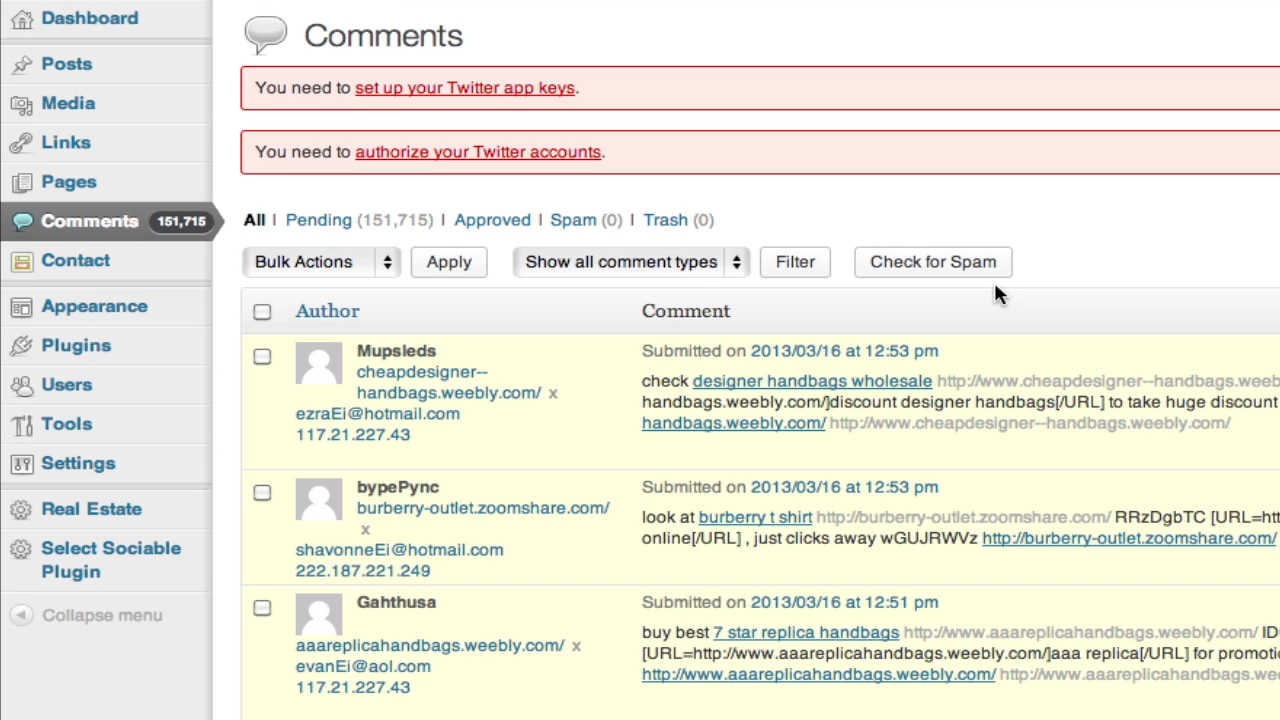 Dashboard
Posts
Media
Links
Pages
Comments 151,715
Contact
Appearance
Plugins
Users
Tools
Settings
Real Estate
Select Sociable
Plugin
Collapse menu
Comments
You need to set up your Twitter app keys.
You need to authorize your Twitter accounts.
All | Pending (151,715) | Approved | Spam (0) | Trash (0)
Bulk Actions Apply Show all comment types Filter Check for Spam
Author Comment
Mupsleds
cheapdesigner--
handbags.weebly.com/ x
ezraEi@hotmail.com
117.21.227.43
Submitted on 2013/03/16 at 12:53 pm
check designer handbags wholesale http://www.cheapdesigner--handbags.weeb
handbags.weebly.com/]discount designer handbags[/URL] to take huge discount
handbags.weebly.com/ http://www.cheapdesigner--handbags.weebly.com/
bypePync
burberry-outlet.zoomshare.com/
x
shavonneEi@hotmail.com
222.187.221.249
Submitted on 2013/03/16 at 12:53 pm
look at burberry t shirt http://burberry-outlet.zoomshare.com/ RRzDgbTC [URL=htt
online[/URL] , just clicks away wGUJRWVz http://burberry-outlet.zoomshare.com/
Gahthusa
aaareplicahandbags.weebly.com/ x
evanEi@aol.com
117.21.227.43
Submitted on 2013/03/16 at 12:51 pm
buy best 7 star replica handbags http://www.aaareplicahandbags.weebly.com/ ID
[URL=http://www.aaareplicahandbags.weebly.com/]aaa replica[/URL] for promoti
http://www.aaareplicahandbags.weebly.com/ http://www.aaareplicahandbags.wee